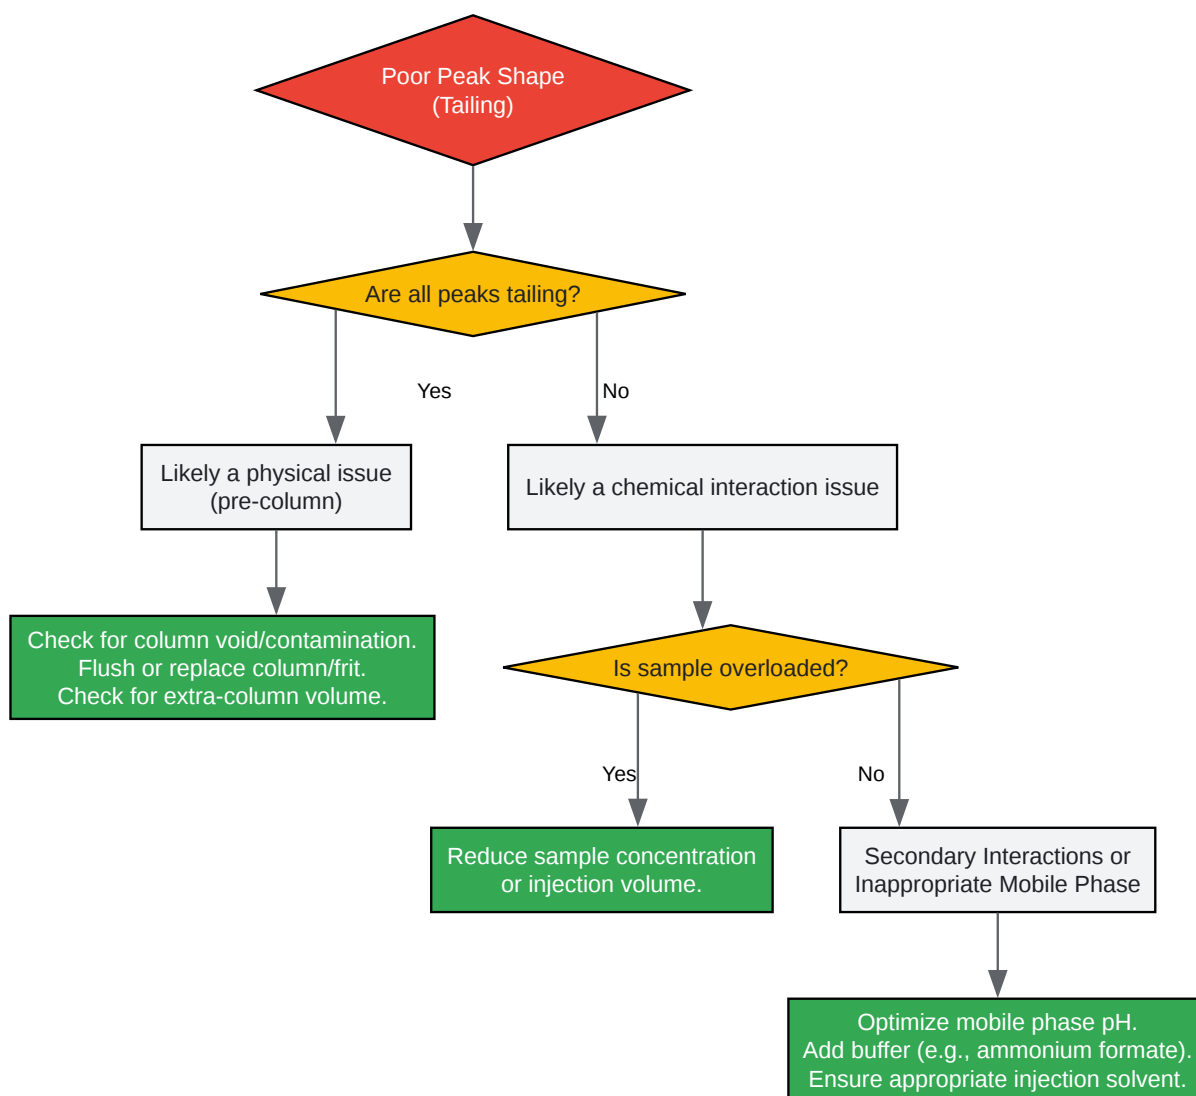 Poor Peak Shape
(Tailing)
Are all peaks tailing?
Yes
No
Likely a physical issue
(pre-column)
Likely a chemical interaction issue
Check for column void/contamination.
Flush or replace column/frit.
Check for extra-column volume.
Is sample overloaded?
Yes
No
Reduce sample concentration
or injection volume.
Secondary Interactions or
Inappropriate Mobile Phase
Optimize mobile phase pH.
Add buffer (e.g., ammonium formate).
Ensure appropriate injection solvent.